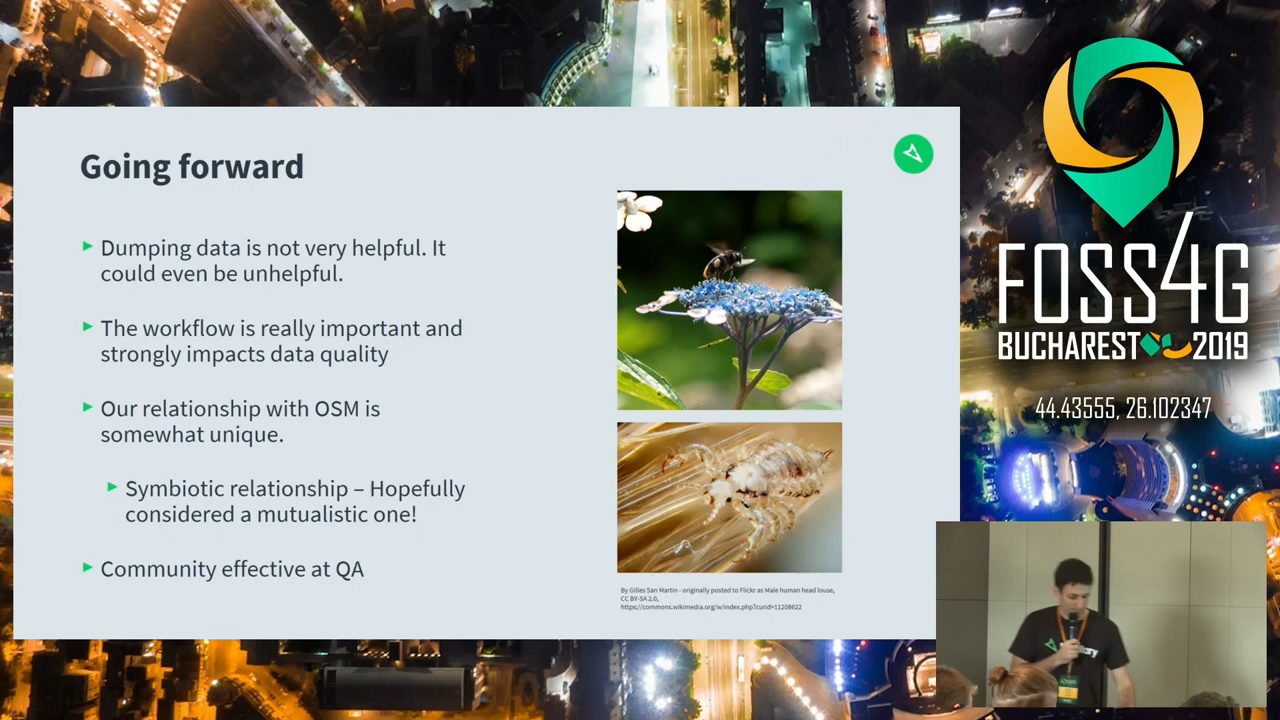 Going forward
Dumping data is not very helpful. It
could even be unhelpful.
The workflow is really important and
strongly impacts data quality
Our relationship with OSM is
somewhat unique.
Symbiotic relationship – Hopefully
considered a mutualistic one!
Community effective at QA
By Gilles San Martin - originally posted to Flickr as Male human head louse,
CC BY-SA 2.0,
https://commons.wikimedia.org/w/index.php?curid=11208622
FOSS4G
BUCHAREST 2019
44.43555, 26.102347